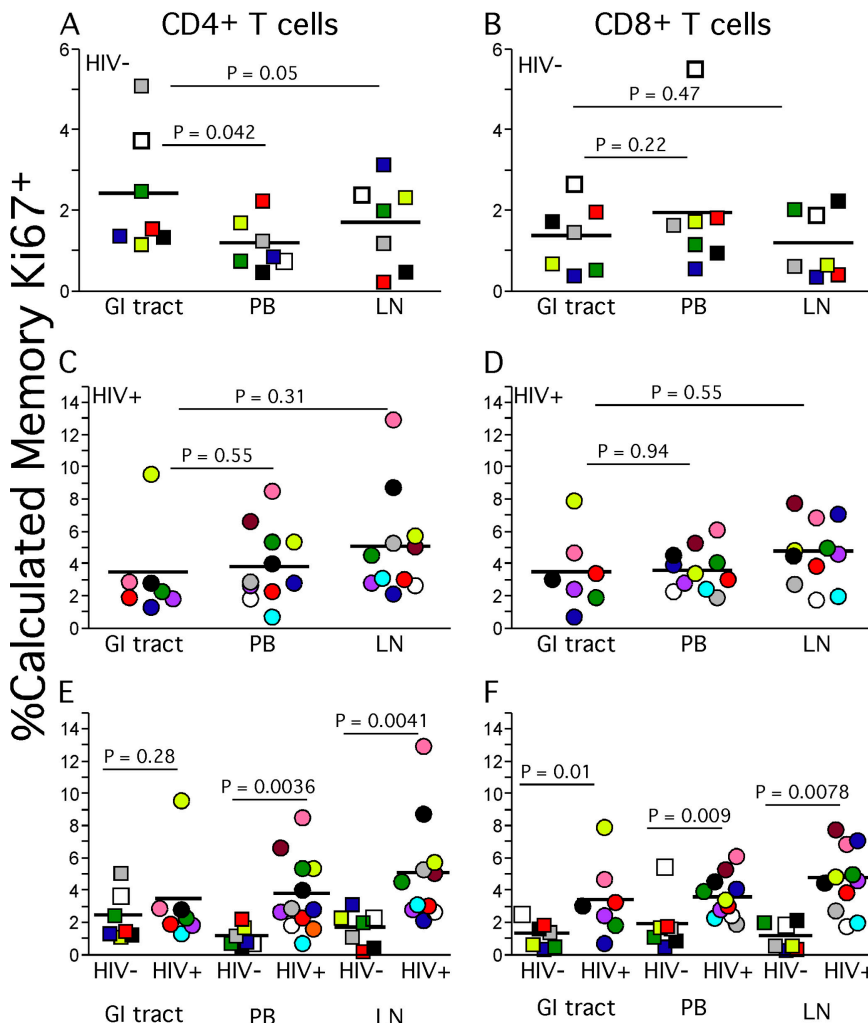 %Calculated Memory Ki67+
A CD4+ T cells
B CD8+ T cells
6
HIV-
P = 0.05
4
P = 0.042
2
0
GI tract PB LN
6
HIV-
P = 0.47
4
P = 0.22
2
0
GI tract PB LN
C
14
HIV+
P = 0.31
12
10
P = 0.55
8
6
4
2
0
GI tract PB LN
D
14
HIV+
P = 0.55
12
10
P = 0.94
8
6
4
2
0
GI tract PB LN
E
14
P = 0.0041
12
P = 0.28
10
P = 0.0036
8
6
4
2
0
HIV- HIV+ HIV- HIV+ HIV- HIV+
GI tract PB LN
F
14
12
P = 0.01
10
P = 0.009
P = 0.0078
8
6
4
2
0
HIV- HIV+ HIV- HIV+ HIV- HIV+
GI tract PB LN